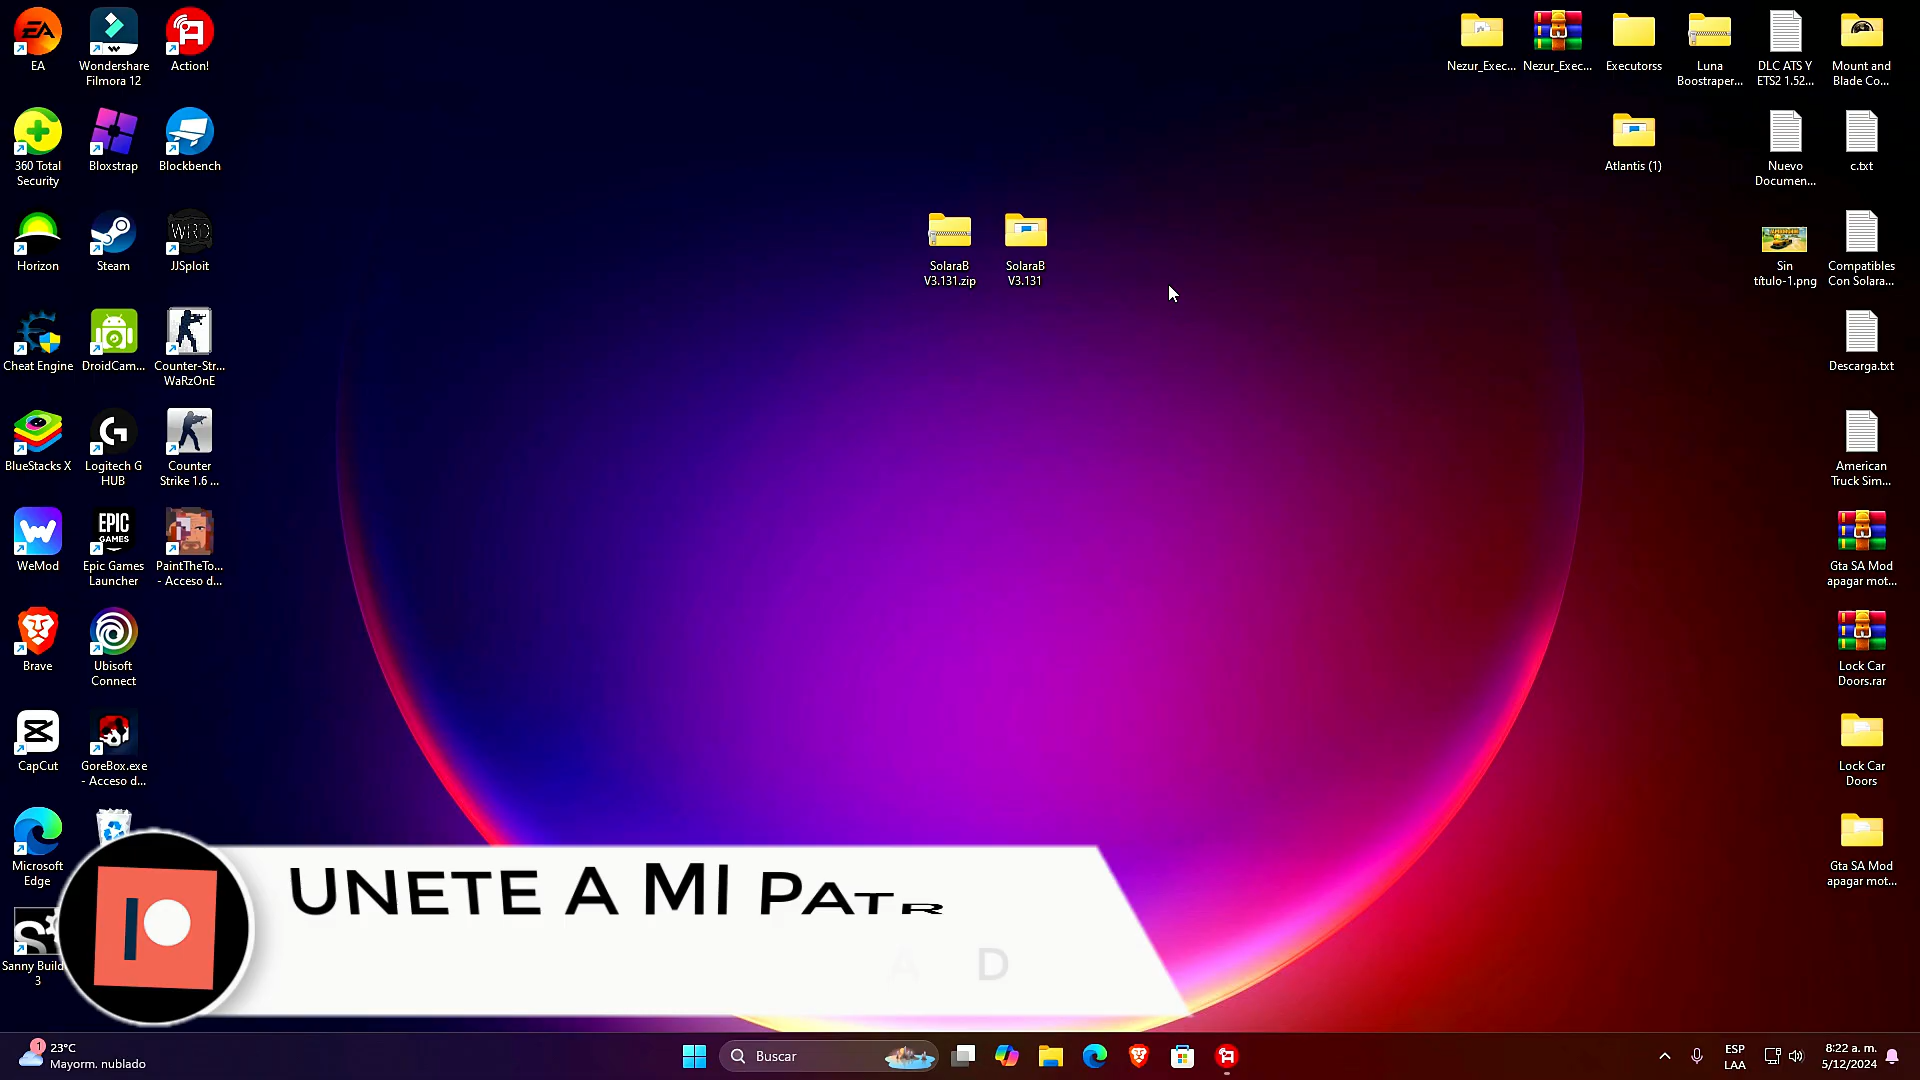 EA
Wondershare
Filmora 12
Action!
Nezur_Exec...
Nezur_Exec...
Executorss
Luna
Boostraper...
DLC ATS Y
ETS2 1.52...
Mount and
Blade Co...
360 Total
Security
Bloxstrap
Blockbench
Atlantis (1)
Nuevo
Documen...
c.txt
Horizon
Steam
WRD
JJSploit
SolaraB
V3.131.zip
SolaraB
V3.131
Sin
título-1.png
Compatibles
Con Solara...
Cheat Engine
DroidCam...
Counter-Str...
WaRzOnE
Descarga.txt
BlueStacks X
Logitech G
HUB
Counter
Strike 1.6 ...
American
Truck Sim...
WeMod
EPIC
GAMES
Epic Games
Launcher
PaintTheTo...
- Acceso d...
Gta SA Mod
apagar mot...
Brave
Ubisoft
Connect
Lock Car
Doors.rar
CapCut
GoreBox.exe
- Acceso d...
Lock Car
Doors
Microsoft
Edge
Gta SA Mod
apagar mot...
Sanny Build
3
UNETE A MI PATR
A D
1
23°C
Mayorm. nublado
Buscar
ESP
LAA
8:22 a. m.
5/12/2024